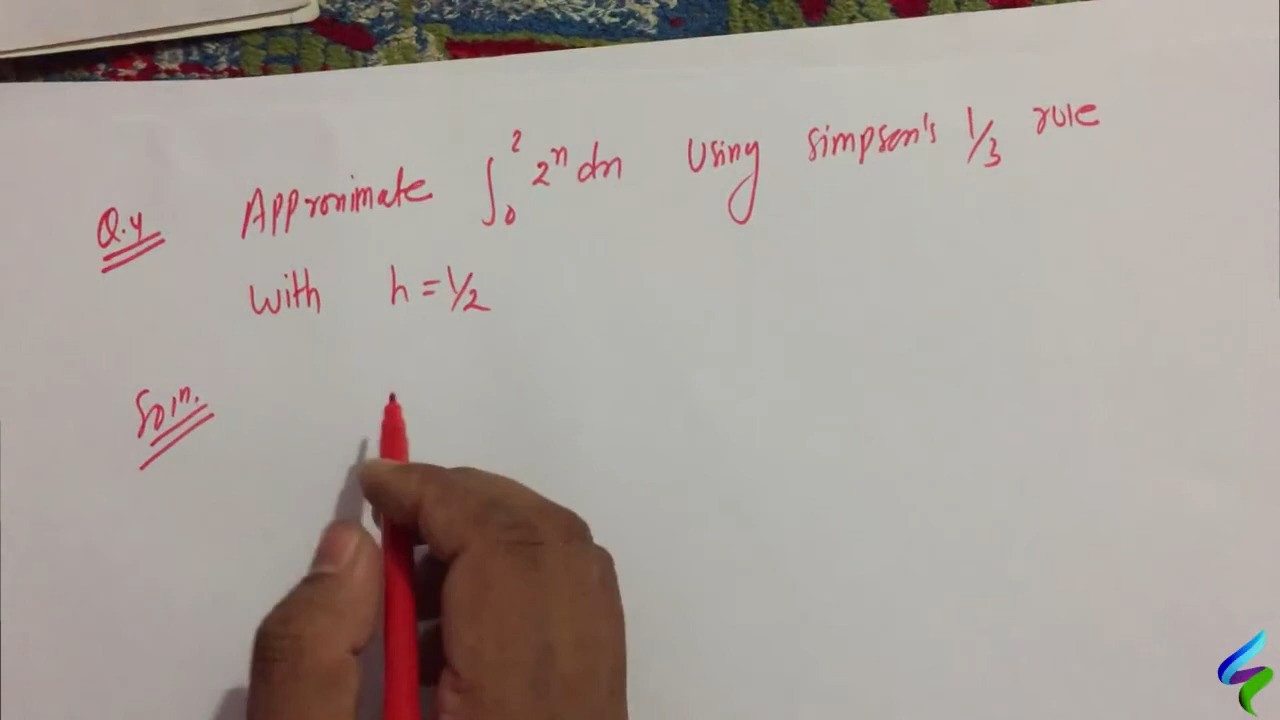 Q.4 Approximate ∫₀² 2ˣ dx Using simpson's 1/3 rule
With h = 1/2
Soln.